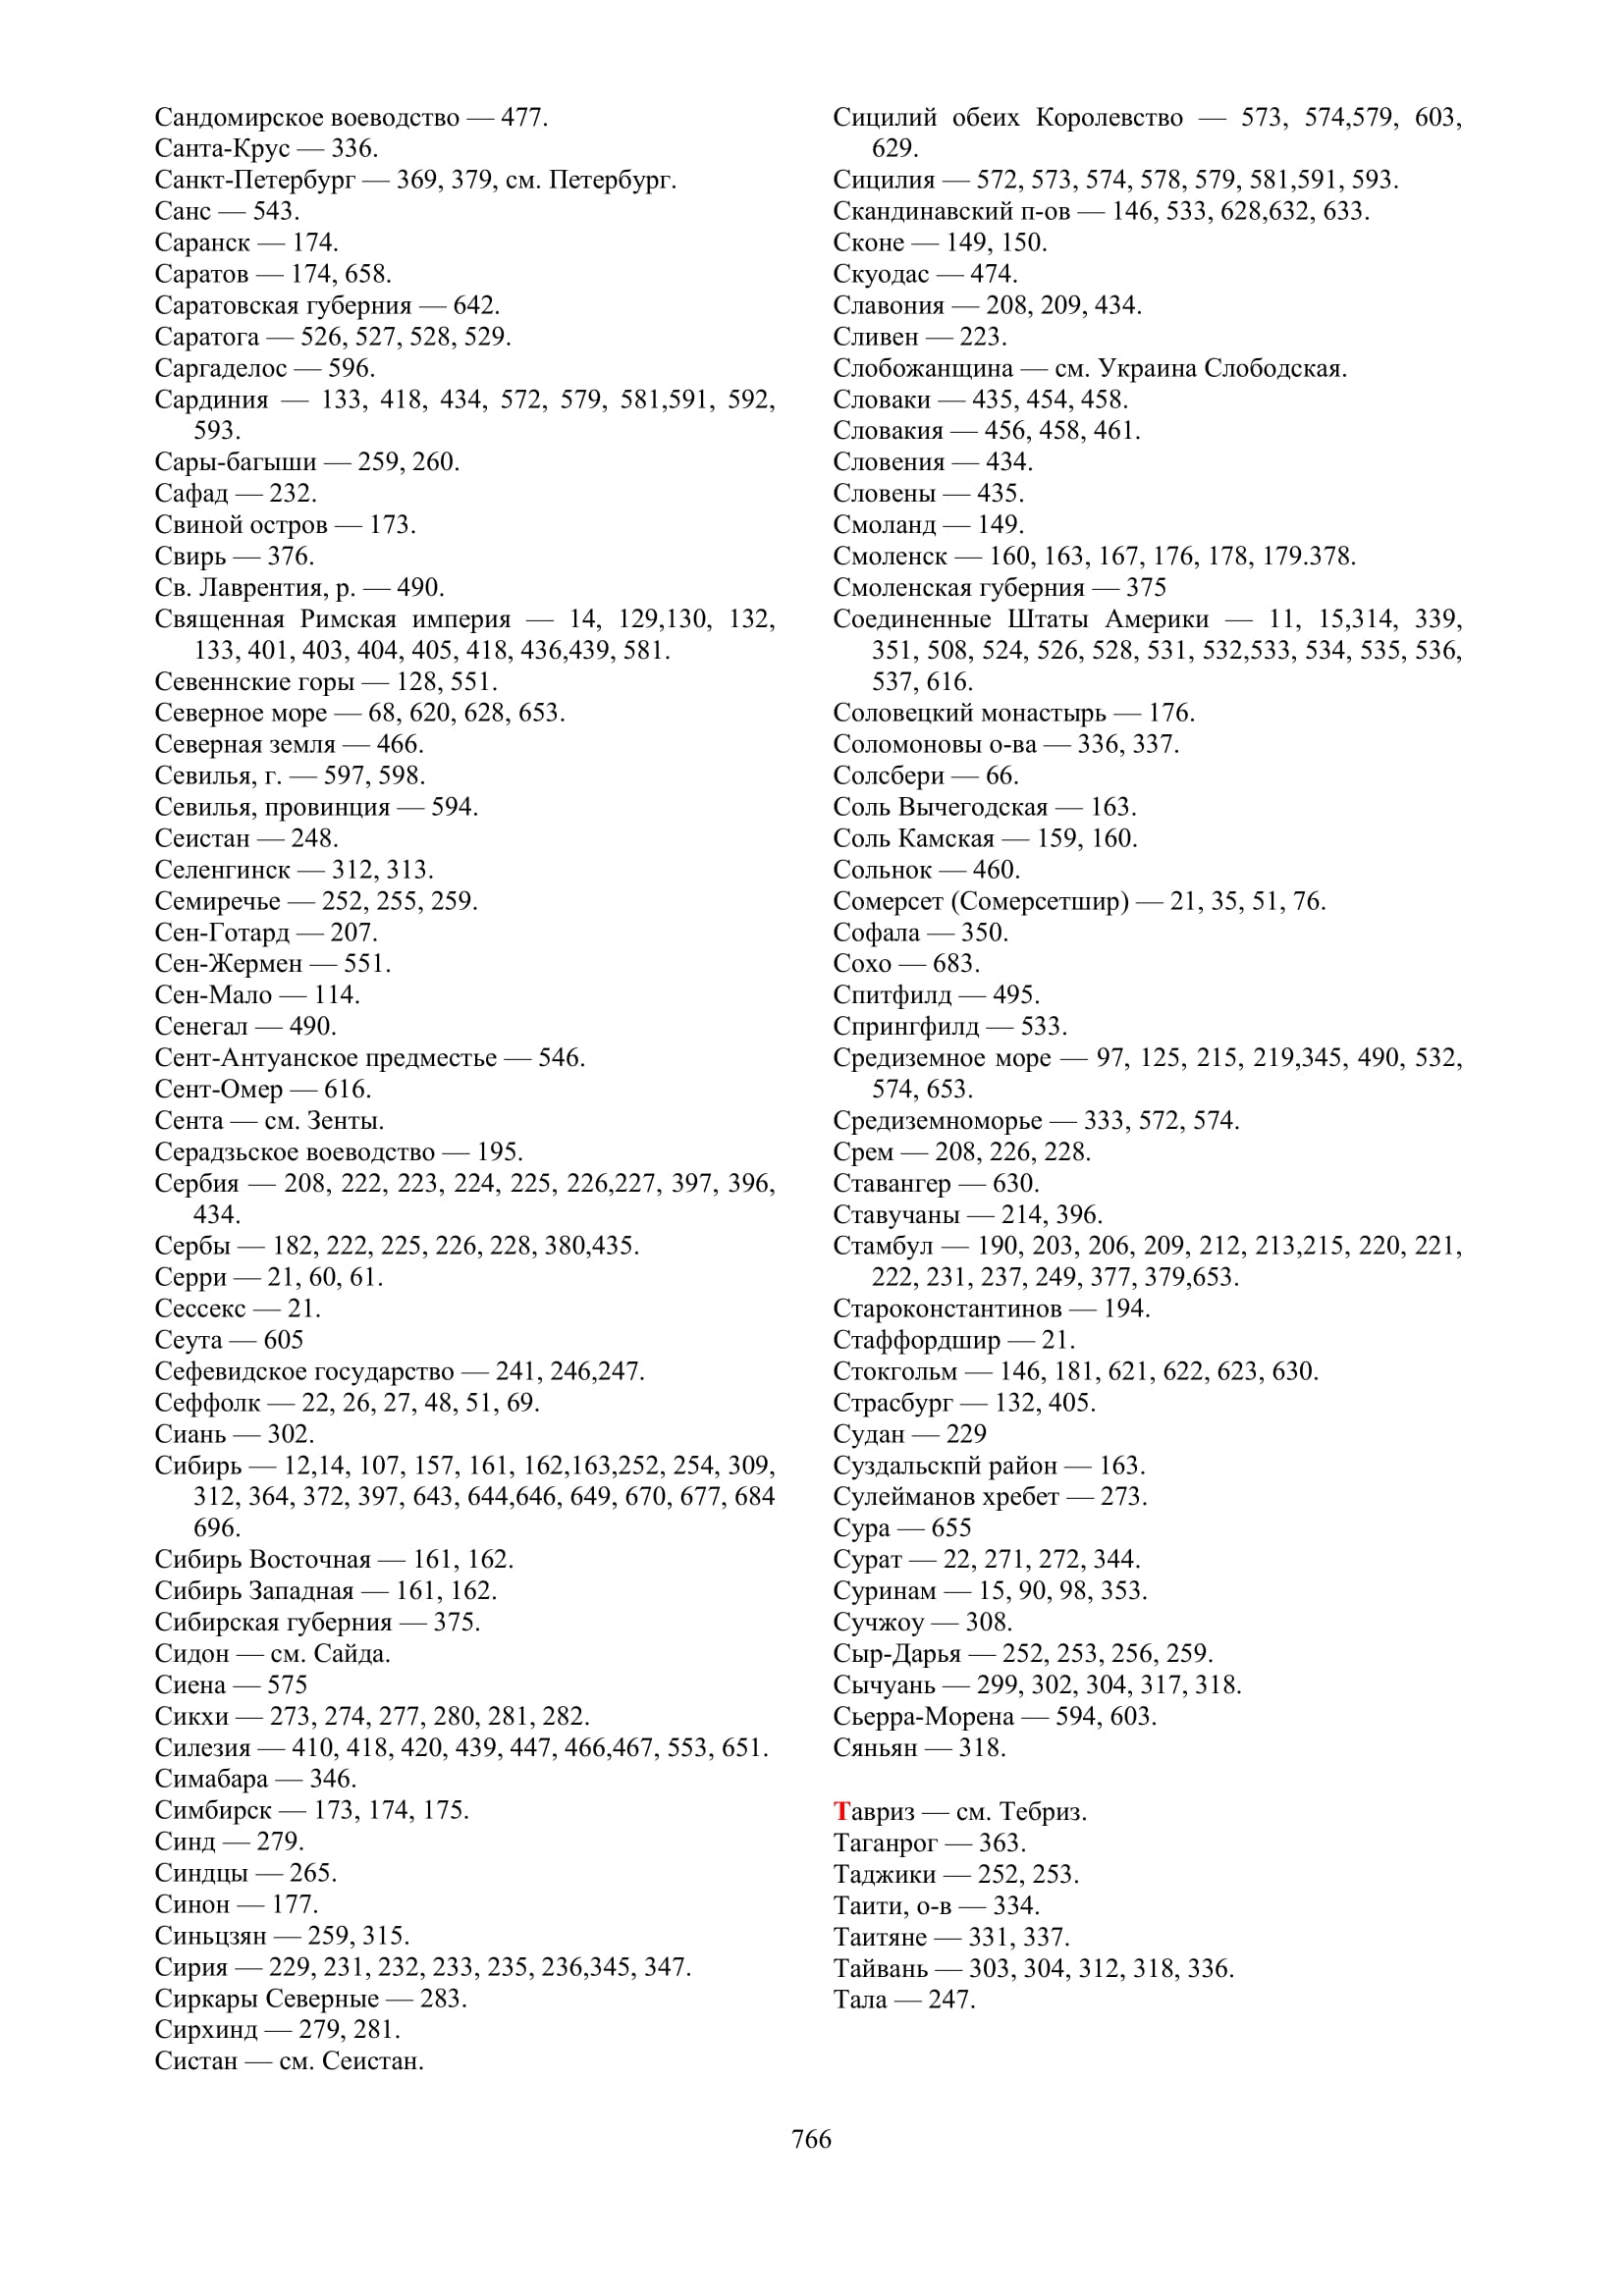 Сандомирское воеводство — 477.
Санта-Крус — 336.
Санкт-Петербург — 369, 379, см. Петербург.
Санс — 543.
Саранск — 174.
Саратов — 174, 658.
Саратовская губерния — 642.
Саратога — 526, 527, 528, 529.
Саргаделос — 596.
Сардиния — 133, 418, 434, 572, 579, 581,591, 592,
593.
Сары-багыши — 259, 260.
Сафад — 232.
Свиной остров — 173.
Свирь — 376.
Св. Лаврентия, р. — 490.
Священная Римская империя — 14, 129,130, 132,
133, 401, 403, 404, 405, 418, 436,439, 581.
Севеннские горы — 128, 551.
Северное море — 68, 620, 628, 653.
Северная земля — 466.
Севилья, г. — 597, 598.
Севилья, провинция — 594.
Сеистан — 248.
Селенгинск — 312, 313.
Семиречье — 252, 255, 259.
Сен-Готард — 207.
Сен-Жермен — 551.
Сен-Мало — 114.
Сенегал — 490.
Сент-Антуанское предместье — 546.
Сент-Омер — 616.
Сента — см. Зенты.
Серадзьское воеводство — 195.
Сербия — 208, 222, 223, 224, 225, 226,227, 397, 396,
434.
Сербы — 182, 222, 225, 226, 228, 380,435.
Серри — 21, 60, 61.
Сессекс — 21.
Сеута — 605
Сефевидское государство — 241, 246,247.
Сеффолк — 22, 26, 27, 48, 51, 69.
Сиань — 302.
Сибирь — 12,14, 107, 157, 161, 162,163,252, 254, 309,
312, 364, 372, 397, 643, 644,646, 649, 670, 677, 684
696.
Сибирь Восточная — 161, 162.
Сибирь Западная — 161, 162.
Сибирская губерния — 375.
Сидон — см. Сайда.
Сиена — 575
Сикхи — 273, 274, 277, 280, 281, 282.
Силезия — 410, 418, 420, 439, 447, 466,467, 553, 651.
Симабара — 346.
Симбирск — 173, 174, 175.
Синд — 279.
Синдцы — 265.
Синон — 177.
Синьцзян — 259, 315.
Сирия — 229, 231, 232, 233, 235, 236,345, 347.
Сиркары Северные — 283.
Сирхинд — 279, 281.
Систан — см. Сеистан.
Сицилий обеих Королевство — 573, 574,579, 603,
629.
Сицилия — 572, 573, 574, 578, 579, 581,591, 593.
Скандинавский п-ов — 146, 533, 628,632, 633.
Сконе — 149, 150.
Скуодас — 474.
Славония — 208, 209, 434.
Сливен — 223.
Слобожанщина — см. Украина Слободская.
Словаки — 435, 454, 458.
Словакия — 456, 458, 461.
Словения — 434.
Словены — 435.
Смоланд — 149.
Смоленск — 160, 163, 167, 176, 178, 179.378.
Смоленская губерния — 375
Соединенные Штаты Америки — 11, 15,314, 339,
351, 508, 524, 526, 528, 531, 532,533, 534, 535, 536,
537, 616.
Соловецкий монастырь — 176.
Соломоновы о-ва — 336, 337.
Солсбери — 66.
Соль Вычегодская — 163.
Соль Камская — 159, 160.
Сольнок — 460.
Сомерсет (Сомерсетшир) — 21, 35, 51, 76.
Софала — 350.
Сохо — 683.
Спитфилд — 495.
Спрингфилд — 533.
Средиземное море — 97, 125, 215, 219,345, 490, 532,
574, 653.
Средиземноморье — 333, 572, 574.
Срем — 208, 226, 228.
Ставангер — 630.
Ставучаны — 214, 396.
Стамбул — 190, 203, 206, 209, 212, 213,215, 220, 221,
222, 231, 237, 249, 377, 379,653.
Староконстантинов — 194.
Стаффордшир — 21.
Стокгольм — 146, 181, 621, 622, 623, 630.
Страсбург — 132, 405.
Судан — 229
Суздальскпй район — 163.
Сулейманов хребет — 273.
Сура — 655
Сурат — 22, 271, 272, 344.
Суринам — 15, 90, 98, 353.
Сучжоу — 308.
Сыр-Дарья — 252, 253, 256, 259.
Сычуань — 299, 302, 304, 317, 318.
Сьерра-Морена — 594, 603.
Сяньян — 318.
Тавриз — см. Тебриз.
Таганрог — 363.
Таджики — 252, 253.
Таити, о-в — 334.
Таитяне — 331, 337.
Тайвань — 303, 304, 312, 318, 336.
Тала — 247.
766